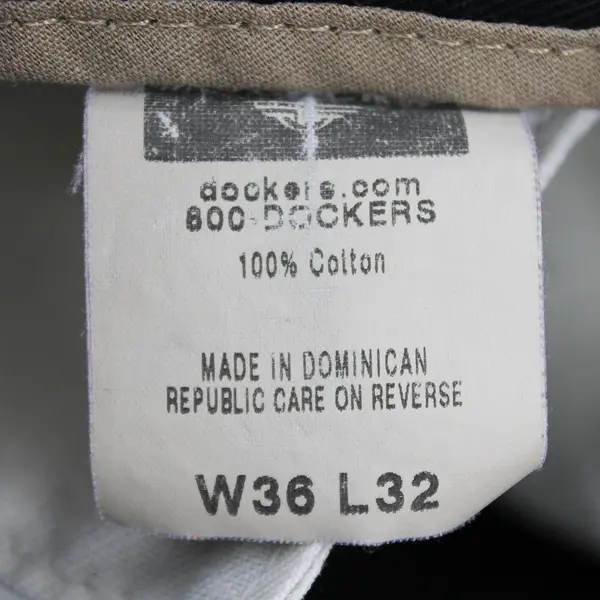 dockers.com
800-DOCKERS
100% Cotton
MADE IN DOMINICAN
REPUBLIC CARE ON REVERSE
W36 L32